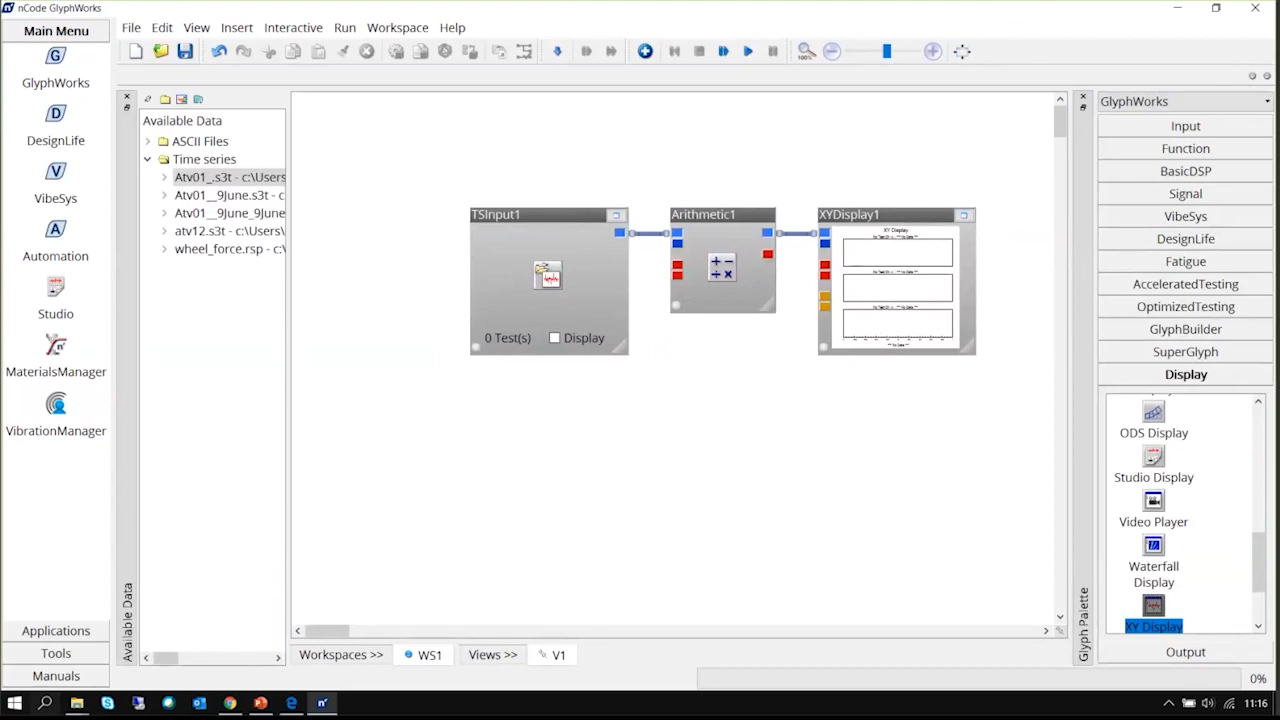 nCode GlyphWorks
Main Menu
File Edit View Insert Interactive Run Workspace Help
GlyphWorks
DesignLife
VibeSys
Automation
Studio
MaterialsManager
VibrationManager
Applications
Tools
Manuals
100%
Available Data
ASCII Files
Time series
Atv01_.s3t - c:\Users
Atv01__9June.s3t - c
Atv01__9June_9June
atv12.s3t - c:\Users\
wheel_force.rsp - c:\
Available Data
TSInput1
0 Test(s) Display
Arithmetic1
XYDisplay1
XY Display
Workspaces >> WS1 Views >> V1
Glyph Palette
GlyphWorks
Input
Function
BasicDSP
Signal
VibeSys
DesignLife
Fatigue
AcceleratedTesting
OptimizedTesting
GlyphBuilder
SuperGlyph
Display
ODS Display
Studio Display
Video Player
Waterfall
Display
XY Display
Output
0%
11:16